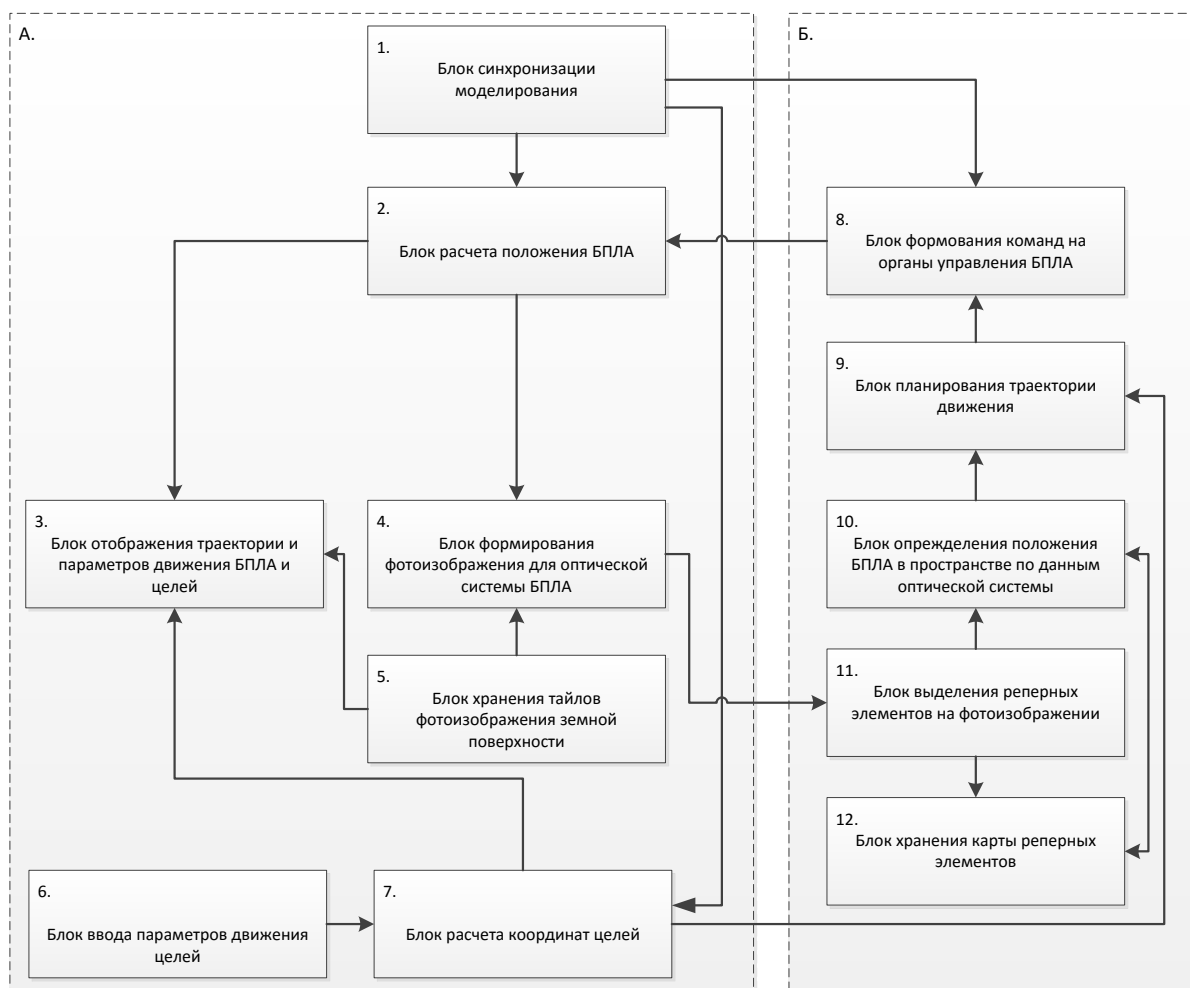 А.
1.
Блок синхронизации
моделирования
2.
Блок расчета положения БПЛА
3.
Блок отображения траектории и
параметров движения БПЛА и
целей
4.
Блок формирования
фотоизображения для оптической
системы БПЛА
5.
Блок хранения тайлов
фотоизображения земной
поверхности
6.
Блок ввода параметров движения
целей
7.
Блок расчета координат целей
Б.
8.
Блок формования команд на
органы управления БПЛА
9.
Блок планирования траектории
движения
10.
Блок опрежделения положения
БПЛА в пространстве по данным
оптической системы
11.
Блок выделения реперных
элементов на фотоизображении
12.
Блок хранения карты реперных
элементов